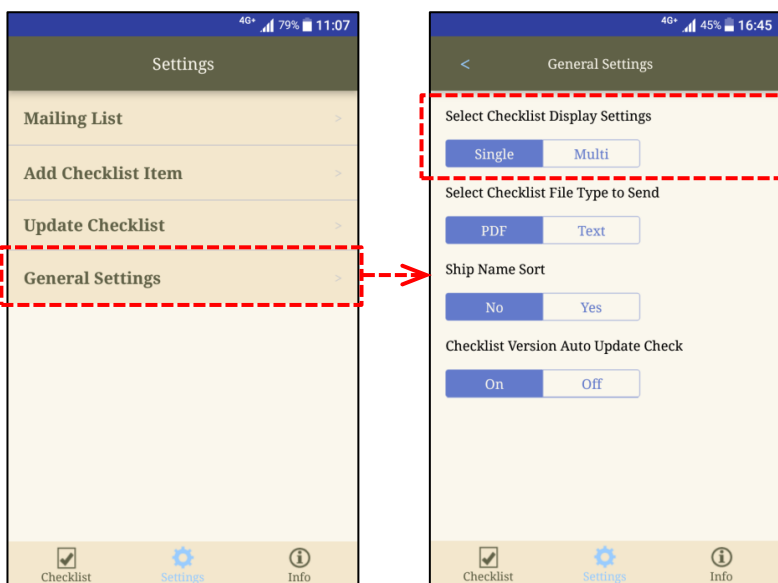 4G+ 79% 11:07
Settings
Mailing List >
Add Checklist Item >
Update Checklist >
General Settings >
Checklist Settings Info
4G+ 45% 16:45
< General Settings
Select Checklist Display Settings
Single Multi
Select Checklist File Type to Send
PDF Text
Ship Name Sort
No Yes
Checklist Version Auto Update Check
On Off
Checklist Settings Info